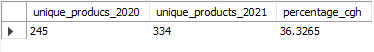 unique_producs_2020 unique_products_2021 percentage_cgh
245 334 36.3265